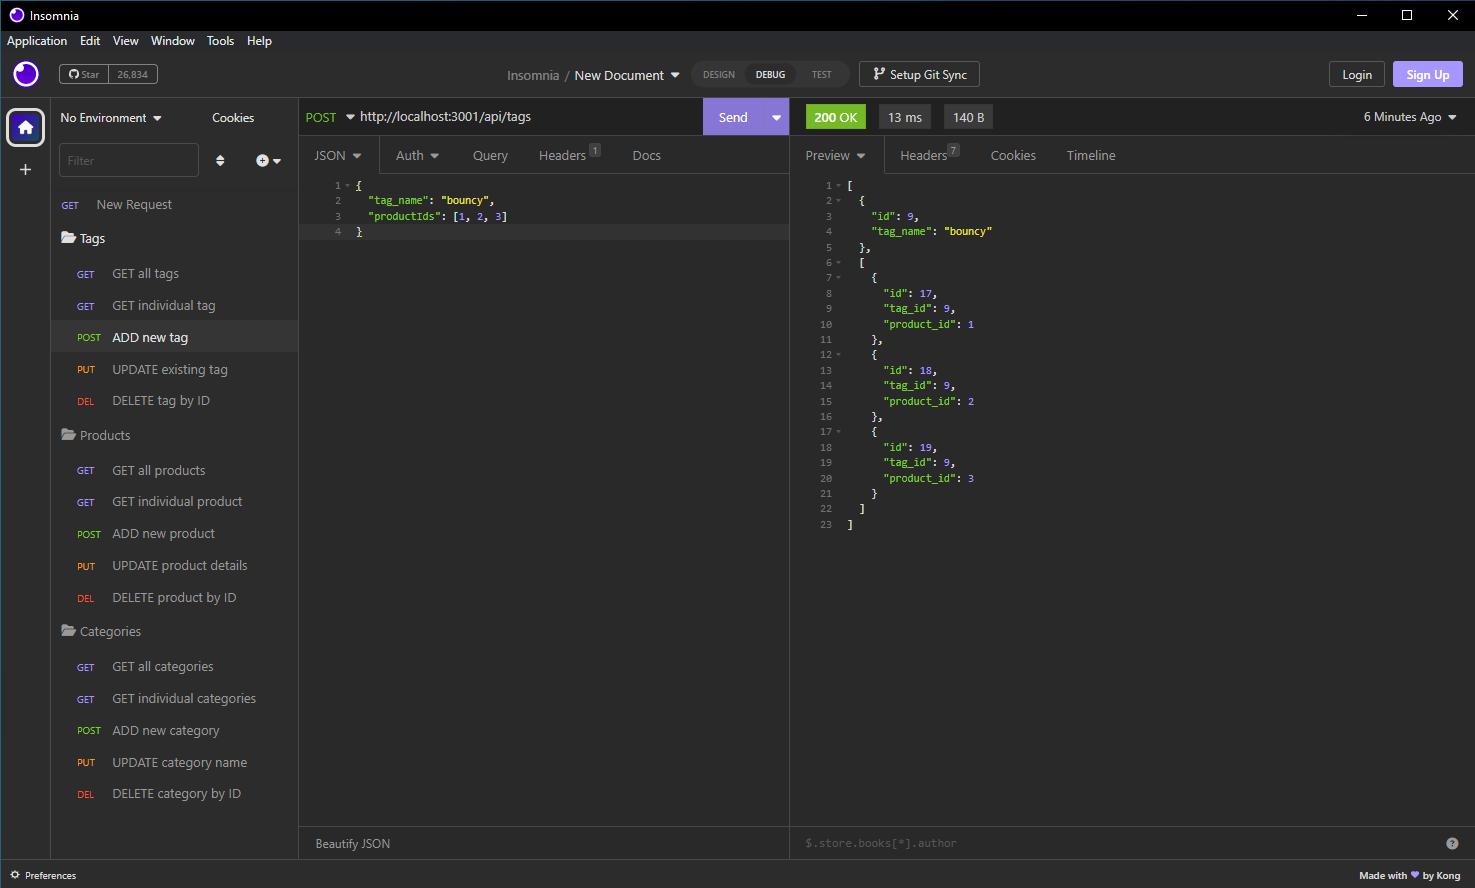 Insomnia
Application Edit View Window Tools Help
Star 26,834
Insomnia / New Document
DESIGN DEBUG TEST
Setup Git Sync
Login Sign Up
No Environment Cookies
Filter
GET New Request
Tags
GET GET all tags
GET GET individual tag
POST ADD new tag
PUT UPDATE existing tag
DEL DELETE tag by ID
Products
GET GET all products
GET GET individual product
POST ADD new product
PUT UPDATE product details
DEL DELETE product by ID
Categories
GET GET all categories
GET GET individual categories
POST ADD new category
PUT UPDATE category name
DEL DELETE category by ID
POST http://localhost:3001/api/tags Send
JSON Auth Query Headers 1 Docs
1 {
2 "tag_name": "bouncy",
3 "productIds": [1, 2, 3]
4 }
Beautify JSON
200 OK 13 ms 140 B 6 Minutes Ago
Preview Headers 7 Cookies Timeline
1 [
2 {
3 "id": 9,
4 "tag_name": "bouncy"
5 },
6 [
7 {
8 "id": 17,
9 "tag_id": 9,
10 "product_id": 1
11 },
12 {
13 "id": 18,
14 "tag_id": 9,
15 "product_id": 2
16 },
17 {
18 "id": 19,
19 "tag_id": 9,
20 "product_id": 3
21 }
22 ]
23 ]
$.store.books[*].author ?
Preferences
Made with ♥ by Kong